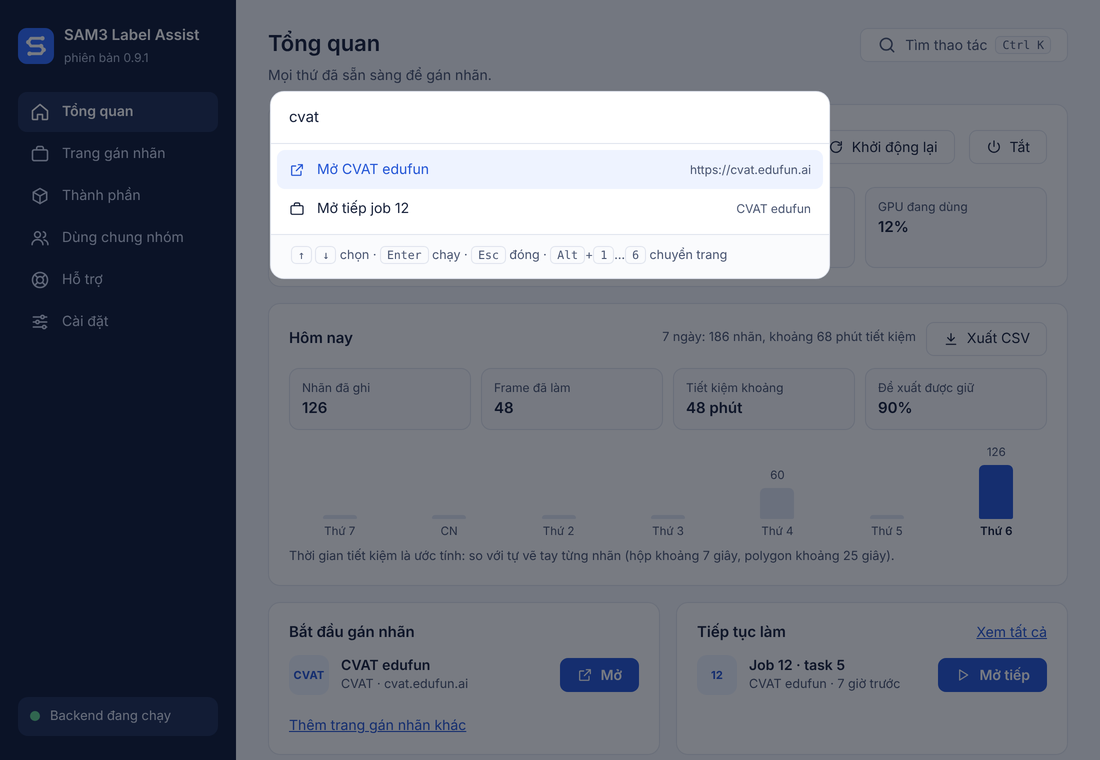 SAM3 Label Assist
phiên bản 0.9.1
Tổng quan
Trang gán nhãn
Thành phần
Dùng chung nhóm
Hỗ trợ
Cài đặt
Backend đang chạy
Tổng quan
Mọi thứ đã sẵn sàng để gán nhãn.
Tìm thao tác Ctrl K
cvat
Mở CVAT edufun https://cvat.edufun.ai
Mở tiếp job 12 CVAT edufun
↑ ↓ chọn · Enter chạy · Esc đóng · Alt+1…6 chuyển trang
Khởi động lại
Tắt
GPU đang dùng
12%
Hôm nay
7 ngày: 186 nhãn, khoảng 68 phút tiết kiệm
Xuất CSV
Nhãn đã ghi
126
Frame đã làm
48
Tiết kiệm khoảng
48 phút
Đề xuất được giữ
90%
60
126
Thứ 7 CN Thứ 2 Thứ 3 Thứ 4 Thứ 5 Thứ 6
Thời gian tiết kiệm là ước tính: so với tự vẽ tay từng nhãn (hộp khoảng 7 giây, polygon khoảng 25 giây).
Bắt đầu gán nhãn
CVAT
CVAT edufun
CVAT · cvat.edufun.ai
Mở
Thêm trang gán nhãn khác
Tiếp tục làm
Xem tất cả
12
Job 12 · task 5
CVAT edufun · 7 giờ trước
Mở tiếp